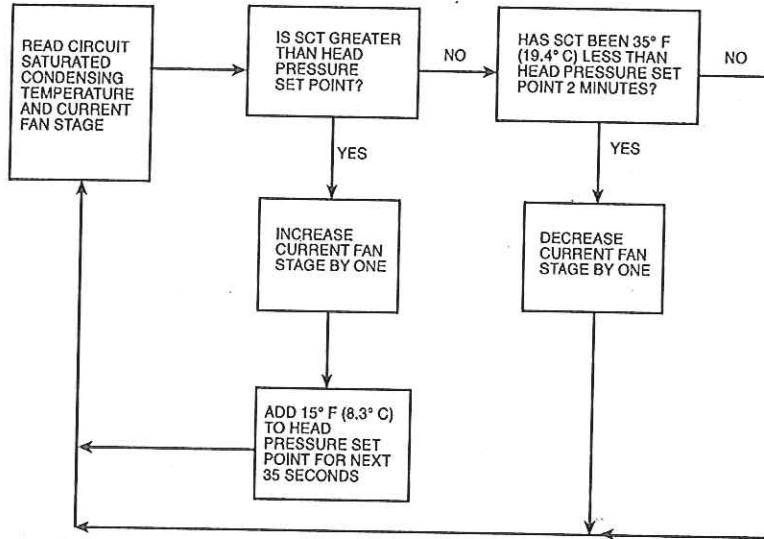 READ CIRCUIT
SATURATED
CONDENSING
TEMPERATURE
AND CURRENT
FAN STAGE
IS SCT GREATER
THAN HEAD
PRESSURE
SET POINT?
NO
HAS SCT BEEN 35° F
(19.4° C) LESS THAN
HEAD PRESSURE SET
POINT 2 MINUTES?
NO
YES
YES
INCREASE
CURRENT FAN
STAGE BY ONE
DECREASE
CURRENT FAN
STAGE BY ONE
ADD 15° F (8.3° C)
TO HEAD
PRESSURE SET
POINT FOR NEXT
35 SECONDS